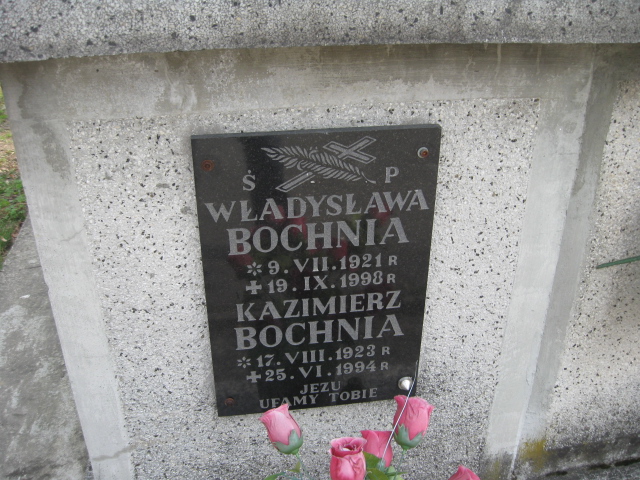 Ś P
WŁADYSŁAWA
BOCHNIA
* 9. VII. 1921 R
+ 19. IX. 1998 R
KAZIMIERZ
BOCHNIA
* 17. VIII. 1923 R
+ 25. VI. 1994 R
JEZU
UFAMY TOBIE